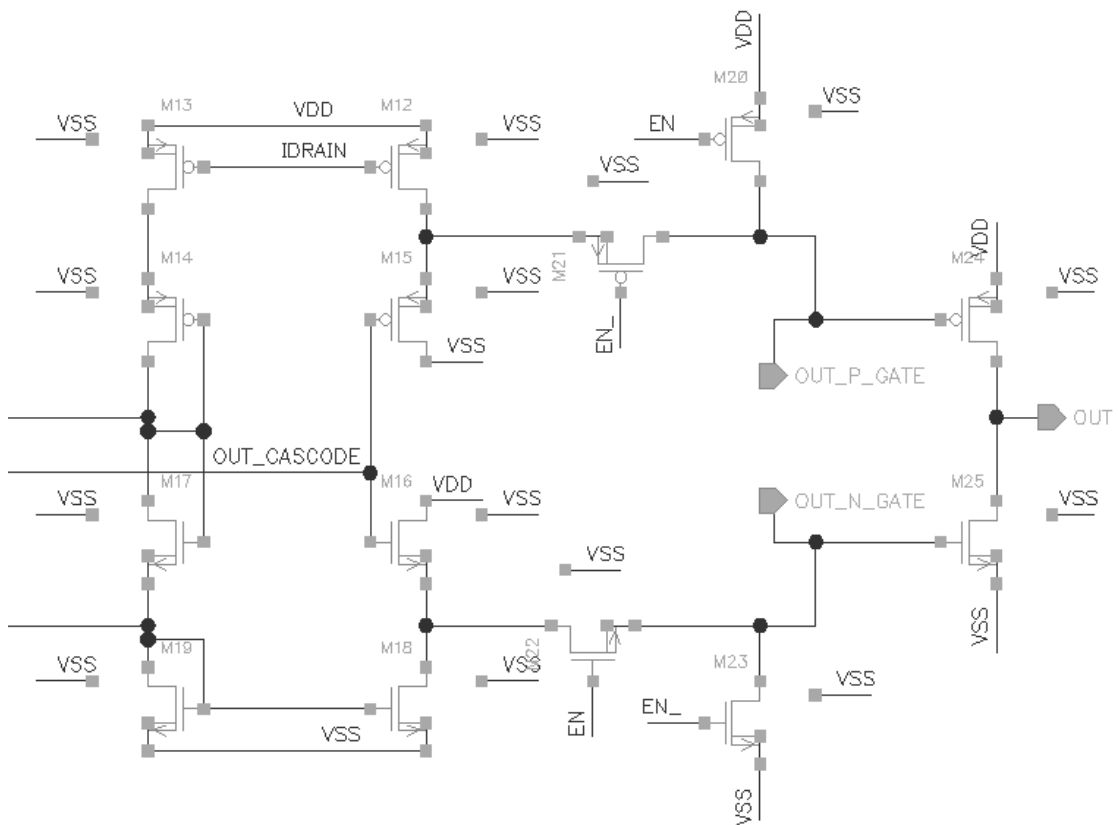 VDD
M20
M13
VDD
M12
VSS
VSS
VSS
EN
IDRAIN
VSS
VDD
M14
M15
M21
M24
VSS
VSS
VSS
EN_
VSS
OUT_P_GATE
OUT
OUT_CASCODE
M17
M16
VDD
M25
VSS
VSS
OUT_N_GATE
VSS
VSS
M19
M18
M22
M23
VSS
VSS
VSS
VSS
EN
EN_
VSS
VSS